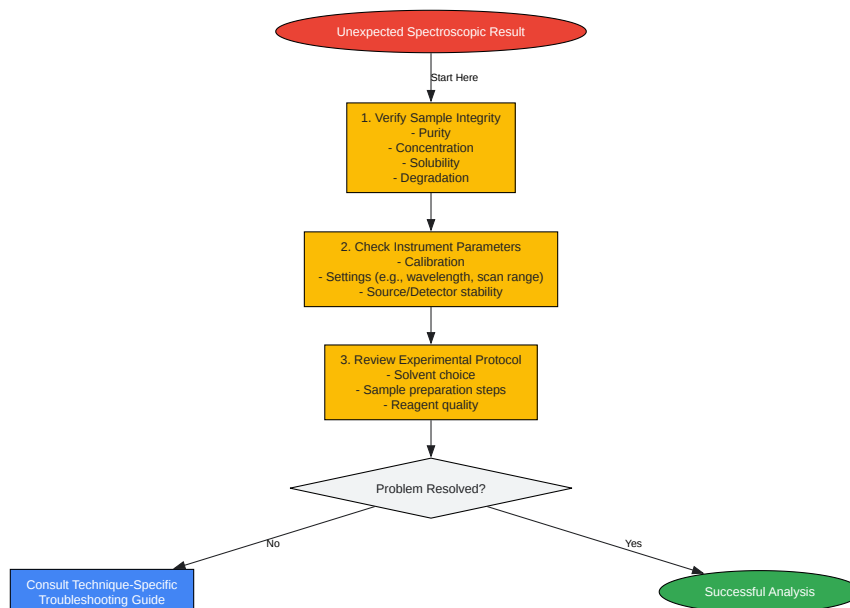 Unexpected Spectroscopic Result
Start Here
1. Verify Sample Integrity
- Purity
- Concentration
- Solubility
- Degradation
2. Check Instrument Parameters
- Calibration
- Settings (e.g., wavelength, scan range)
- Source/Detector stability
3. Review Experimental Protocol
- Solvent choice
- Sample preparation steps
- Reagent quality
Problem Resolved?
No
Yes
Consult Technique-Specific
Troubleshooting Guide
Successful Analysis